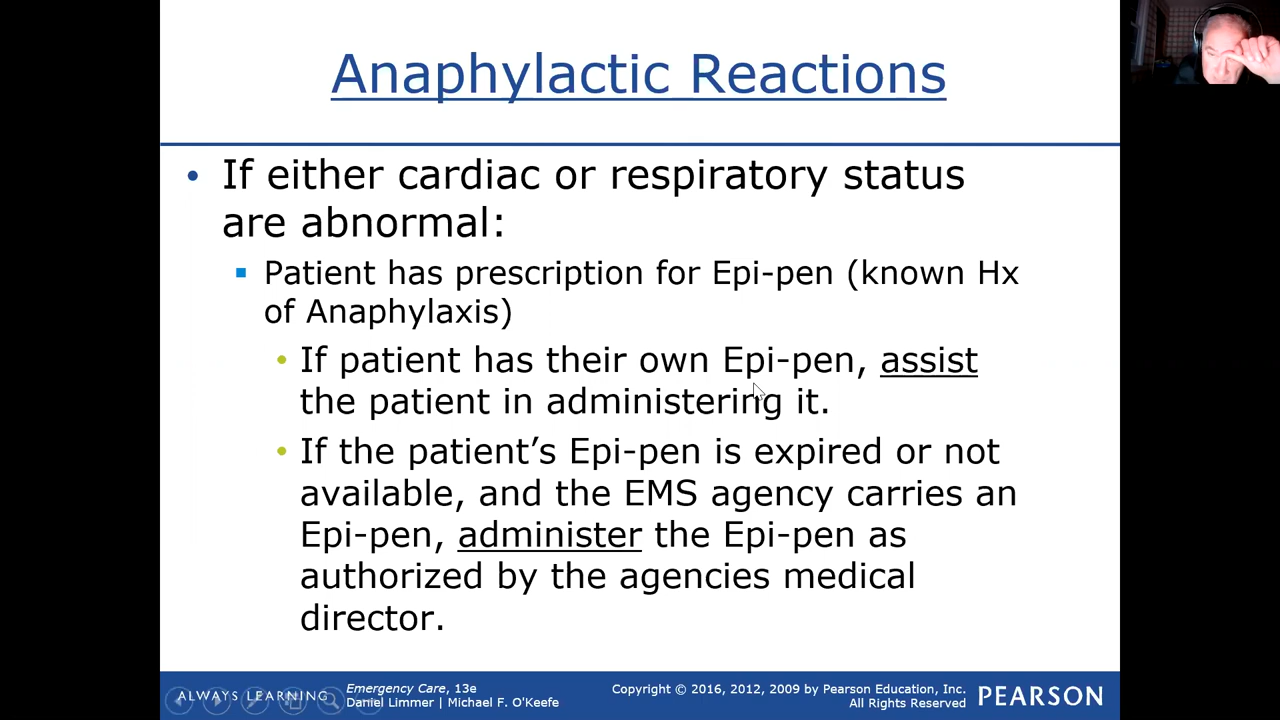 Anaphylactic Reactions
• If either cardiac or respiratory status
are abnormal:
▪ Patient has prescription for Epi-pen (known Hx
of Anaphylaxis)
• If patient has their own Epi-pen, assist
the patient in administering it.
• If the patient’s Epi-pen is expired or not
available, and the EMS agency carries an
Epi-pen, administer the Epi-pen as
authorized by the agencies medical
director.
ALWAYS LEARNING
Emergency Care, 13e
Daniel Limmer | Michael F. O'Keefe
Copyright © 2016, 2012, 2009 by Pearson Education, Inc.
All Rights Reserved
PEARSON